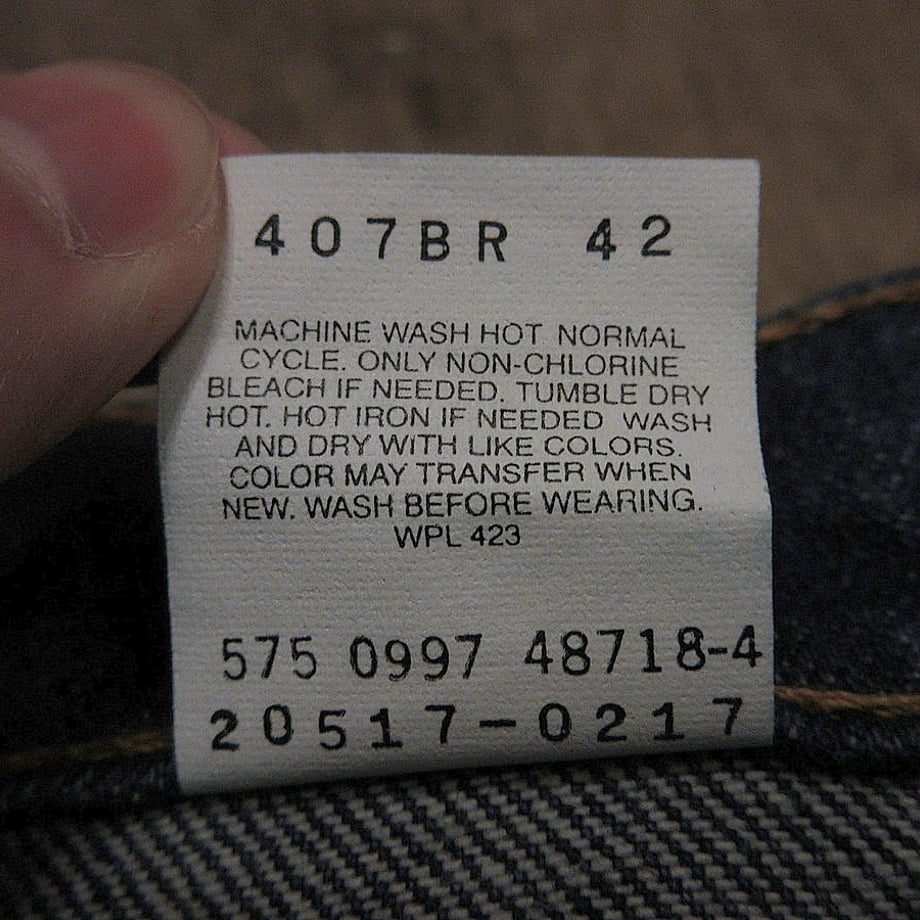 407BR 42
MACHINE WASH HOT NORMAL
CYCLE. ONLY NON-CHLORINE
BLEACH IF NEEDED. TUMBLE DRY
HOT. HOT IRON IF NEEDED WASH
AND DRY WITH LIKE COLORS.
COLOR MAY TRANSFER WHEN
NEW. WASH BEFORE WEARING.
WPL 423
575 0997 48718-4
20517-0217